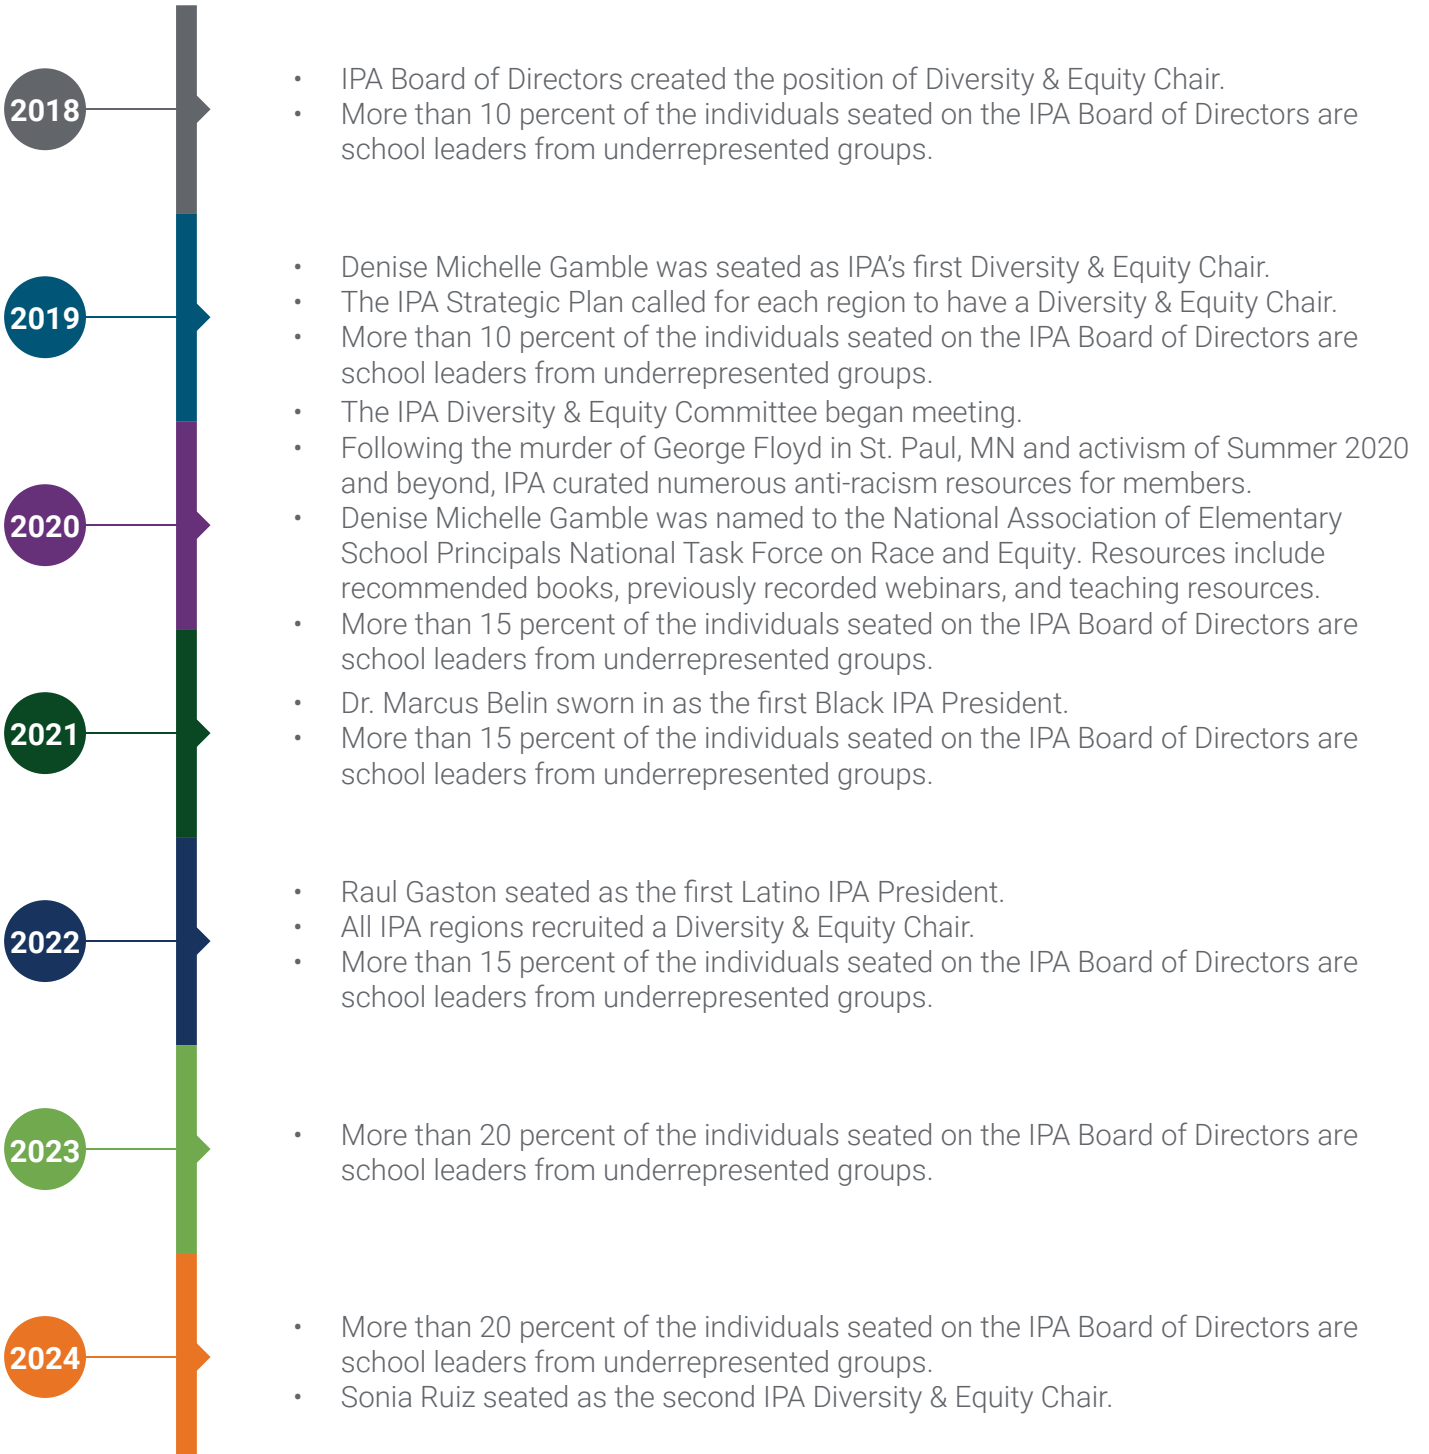 2018
• IPA Board of Directors created the position of Diversity & Equity Chair.
• More than 10 percent of the individuals seated on the IPA Board of Directors are
school leaders from underrepresented groups.
2019
• Denise Michelle Gamble was seated as IPA’s first Diversity & Equity Chair.
• The IPA Strategic Plan called for each region to have a Diversity & Equity Chair.
• More than 10 percent of the individuals seated on the IPA Board of Directors are
school leaders from underrepresented groups.
2020
• The IPA Diversity & Equity Committee began meeting.
• Following the murder of George Floyd in St. Paul, MN and activism of Summer 2020
and beyond, IPA curated numerous anti-racism resources for members.
• Denise Michelle Gamble was named to the National Association of Elementary
School Principals National Task Force on Race and Equity. Resources include
recommended books, previously recorded webinars, and teaching resources.
• More than 15 percent of the individuals seated on the IPA Board of Directors are
school leaders from underrepresented groups.
2021
• Dr. Marcus Belin sworn in as the first Black IPA President.
• More than 15 percent of the individuals seated on the IPA Board of Directors are
school leaders from underrepresented groups.
2022
• Raul Gaston seated as the first Latino IPA President.
• All IPA regions recruited a Diversity & Equity Chair.
• More than 15 percent of the individuals seated on the IPA Board of Directors are
school leaders from underrepresented groups.
2023
• More than 20 percent of the individuals seated on the IPA Board of Directors are
school leaders from underrepresented groups.
2024
• More than 20 percent of the individuals seated on the IPA Board of Directors are
school leaders from underrepresented groups.
• Sonia Ruiz seated as the second IPA Diversity & Equity Chair.